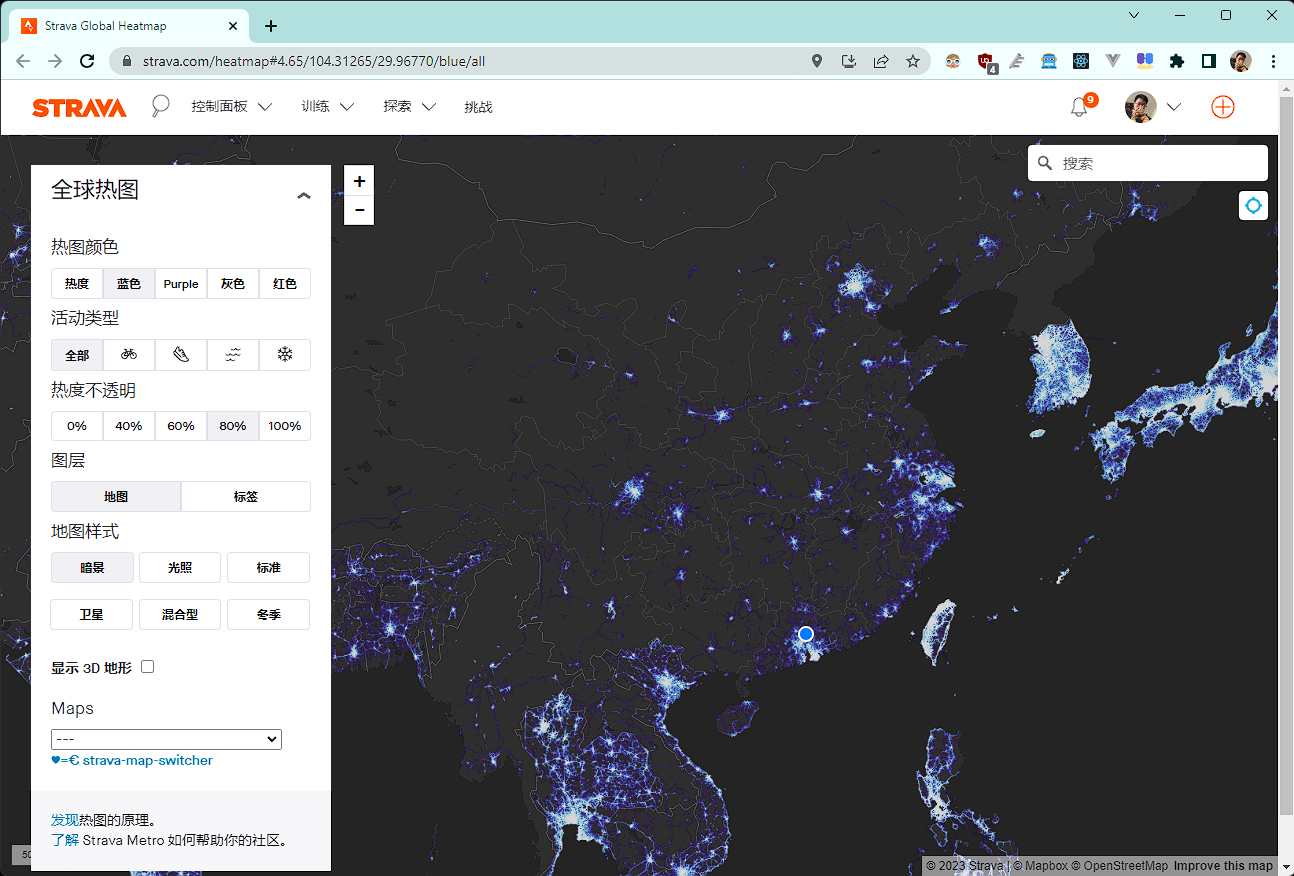 Strava Global Heatmap
strava.com/heatmap#4.65/104.31265/29.96770/blue/all
4
STRAVA
控制面板
训练
探索
挑战
9
搜索
全球热图
+
−
热图颜色
热度 蓝色 Purple 灰色 红色
活动类型
全部
热度不透明
0% 40% 60% 80% 100%
图层
地图 标签
地图样式
暗景 光照 标准
卫星 混合型 冬季
显示 3D 地形
Maps
---
♥=€ strava-map-switcher
发现热图的原理。
了解 Strava Metro 如何帮助你的社区。
© 2023 Strava | © Mapbox © OpenStreetMap Improve this map